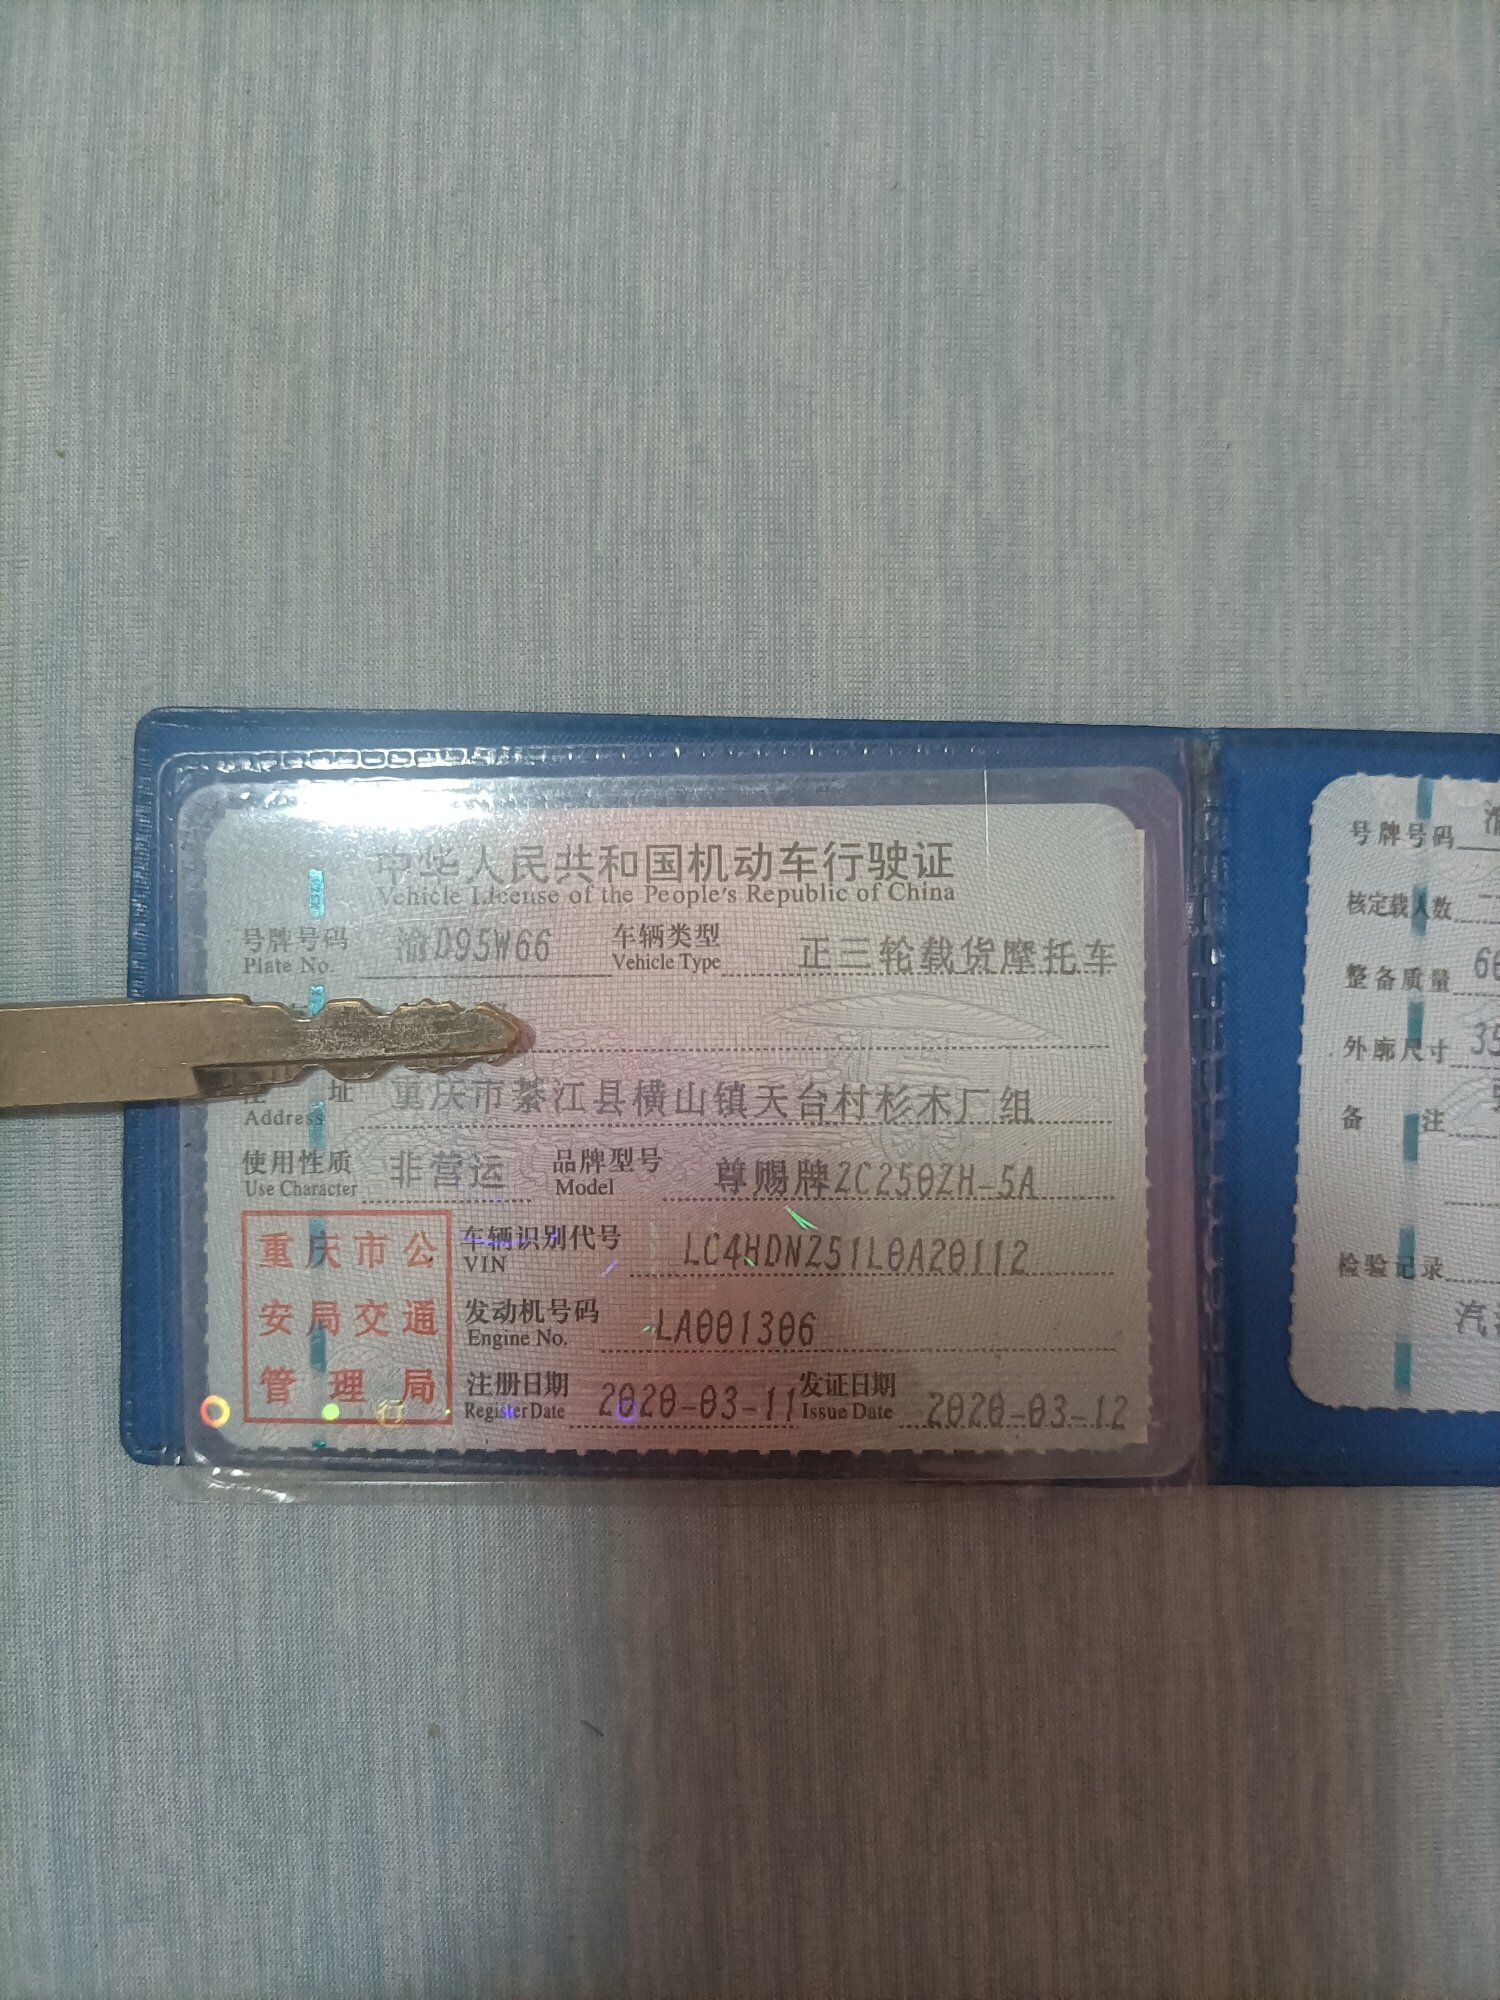 中华人民共和国机动车行驶证
Vehicle License of the People's Republic of China
号牌号码 渝D95W66 车辆类型 正三轮载货摩托车
Plate No. Vehicle Type
住 址 重庆市綦江县横山镇天台村杉木厂组
Address
使用性质 非营运 品牌型号 尊赐牌ZC250ZH-5A
Use Character Model
重庆市公
安局交通
管理局
车辆识别代号 LC4HDNZ51L0A20112
VIN
发动机号码 LA001306
Engine No.
注册日期 2020-03-11 发证日期 2020-03-12
Register Date Issue Date
号牌号码
核定载人数
整备质量
外廓尺寸
备 注
检验记录